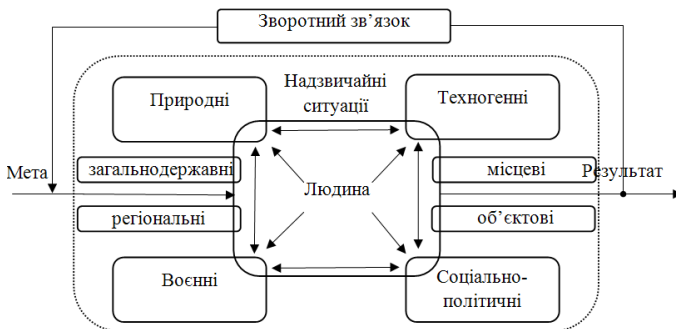 Зворотний зв’язок
Природні
Надзвичайні
ситуації
Техногенні
Мета
загальнодержавні
Людина
місцеві
Результат
регіональні
об’єктові
Воєнні
Соціально-
політичні